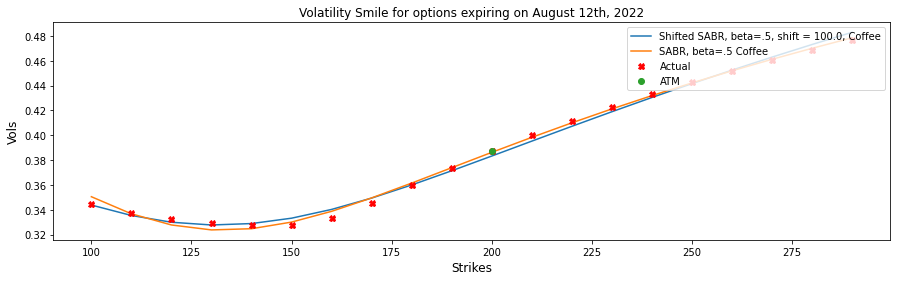 Volatility Smile for options expiring on August 12th, 2022
Shifted SABR, beta=.5, shift = 100.0, Coffee
SABR, beta=.5 Coffee
Actual
ATM
Vols
0.48
0.46
0.44
0.42
0.40
0.38
0.36
0.34
0.32
100
125
150
175
200
225
250
275
Strikes